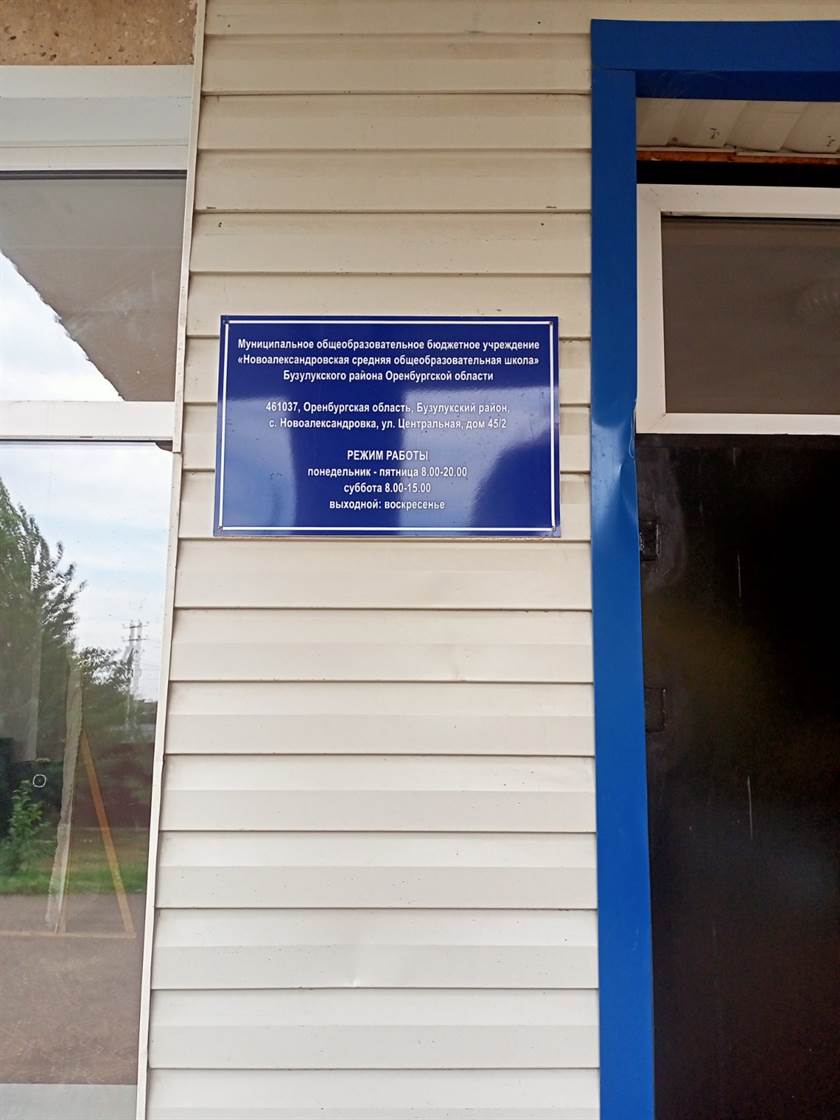 Муниципальное общеобразовательное бюджетное учреждение
«Новоалександровская средняя общеобразовательная школа»
Бузулукского района Оренбургской области
461037, Оренбургская область, Бузулукский район,
с. Новоалександровка, ул. Центральная, дом 45/2
РЕЖИМ РАБОТЫ
понедельник - пятница 8.00-20.00
суббота 8.00-15.00
выходной: воскресенье